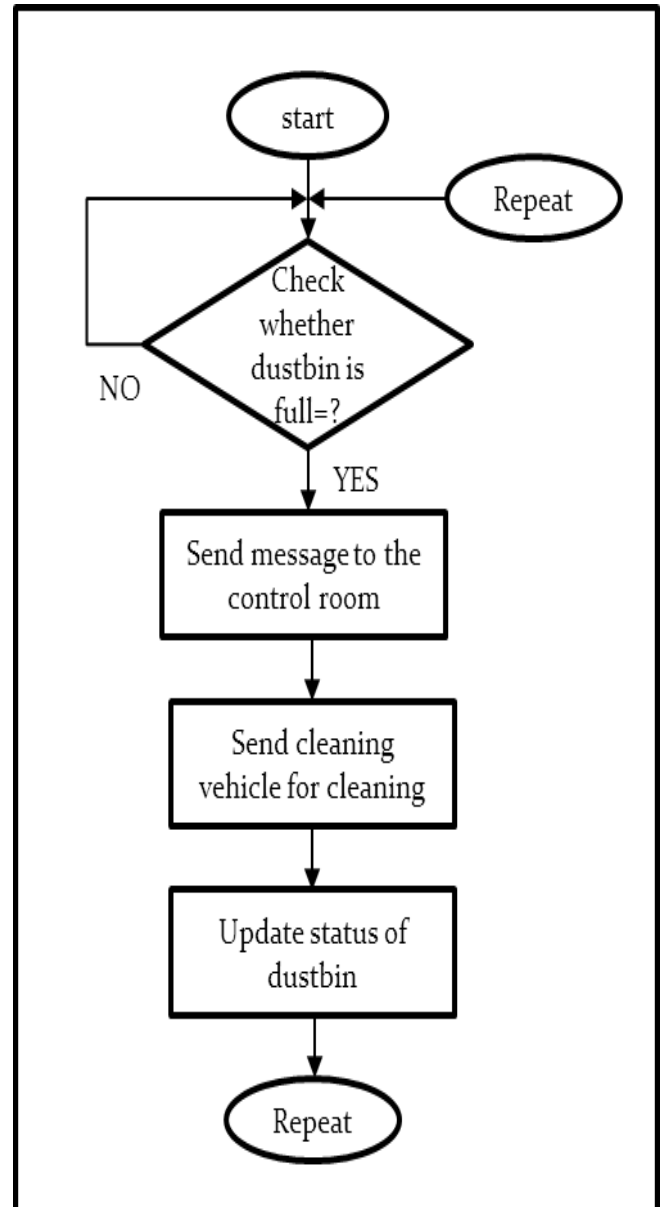 start
Repeat
Check
whether
dustbin is
full=?
NO
YES
Send message to the
control room
Send cleaning
vehicle for cleaning
Update status of
dustbin
Repeat